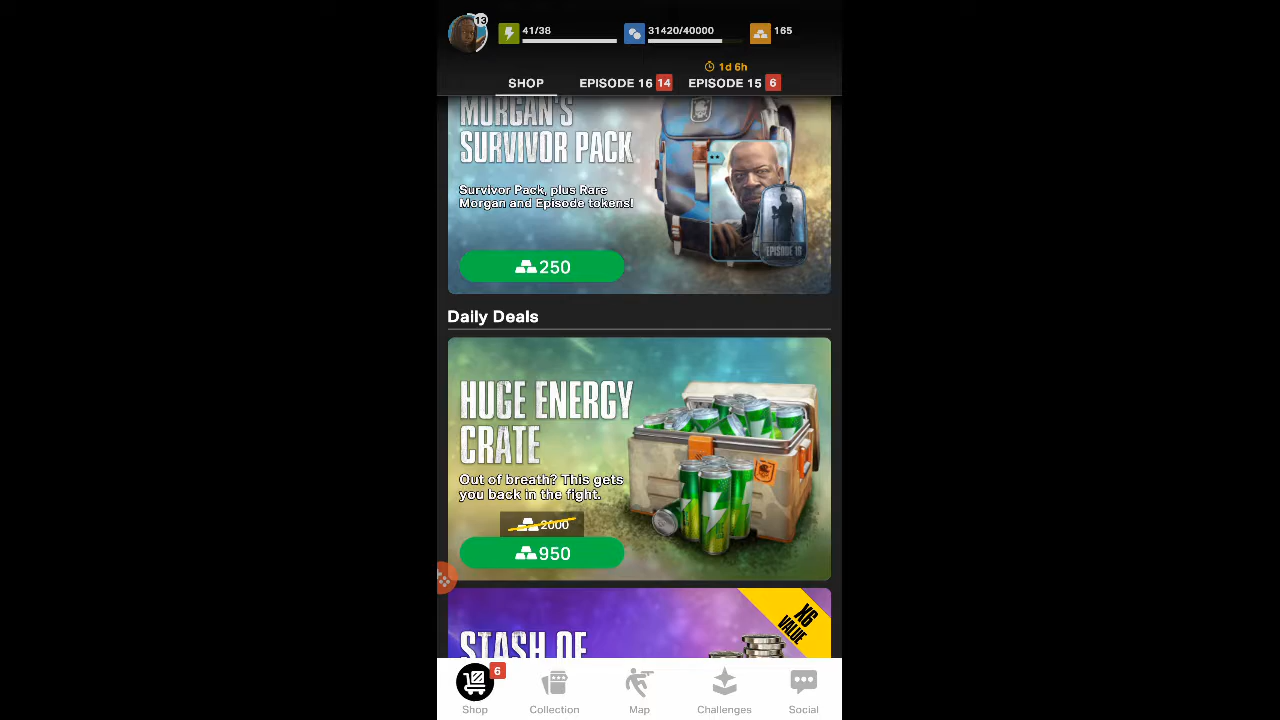 13
41/38
31420/40000
165
1d 6h
SHOP
EPISODE 16 14
EPISODE 15 6
MORGAN'S
SURVIVOR PACK
Survivor Pack, plus Rare
Morgan and Episode tokens!
EPISODE 16
250
Daily Deals
HUGE ENERGY
CRATE
Out of breath? This gets
you back in the fight.
2000
950
X6
VALUE
STASH OF
6
Shop
Collection
Map
Challenges
Social